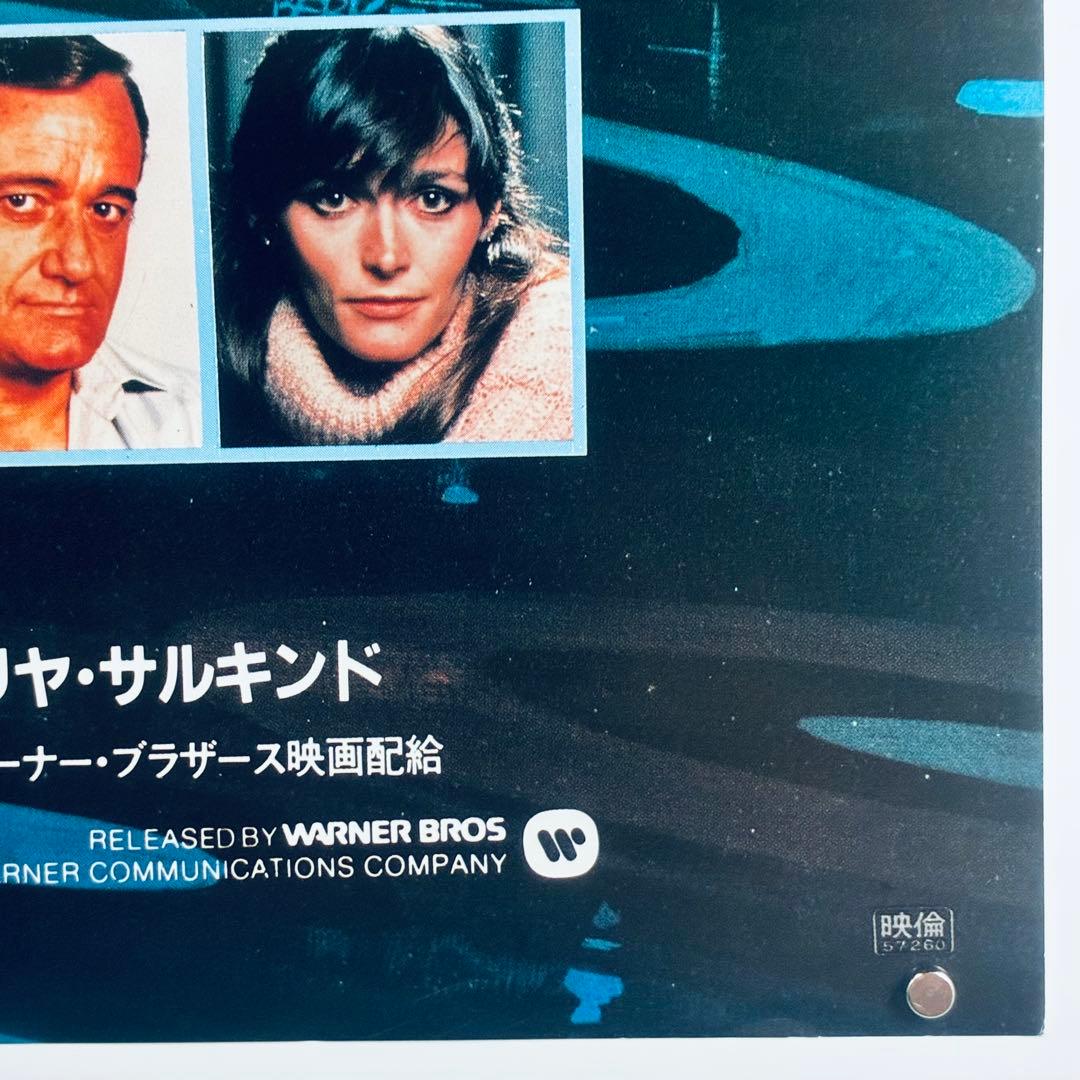 リヤ・サルキンド
ーナー・ブラザース映画配給
RELEASED BY WARNER BROS
RNER COMMUNICATIONS COMPANY
映倫
57260